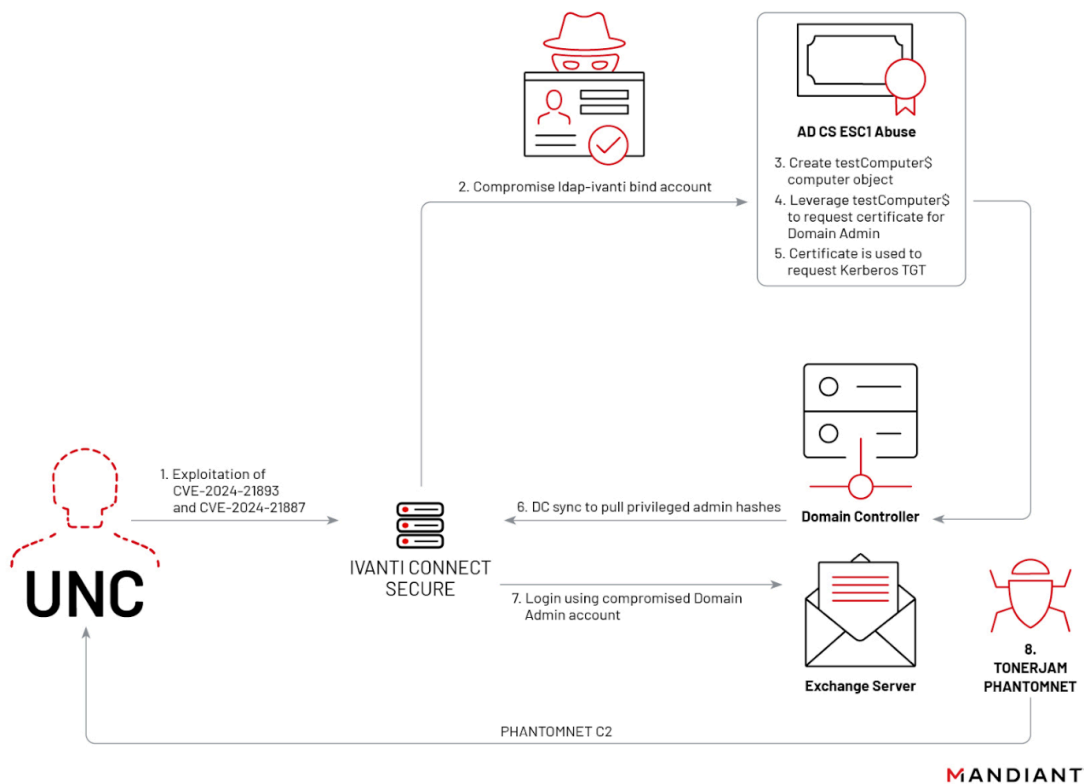 1. Exploitation of
CVE-2024-21893
and CVE-2024-21887
UNC
IVANTI CONNECT
SECURE
2. Compromise ldap-ivanti bind account
AD CS ESC1 Abuse
3. Create testComputer$
computer object
4. Leverage testComputer$
to request certificate for
Domain Admin
5. Certificate is used to
request Kerberos TGT
6. DC sync to pull privileged admin hashes
Domain Controller
7. Login using compromised Domain
Admin account
Exchange Server
8.
TONERJAM
PHANTOMNET
PHANTOMNET C2
MANDIANT